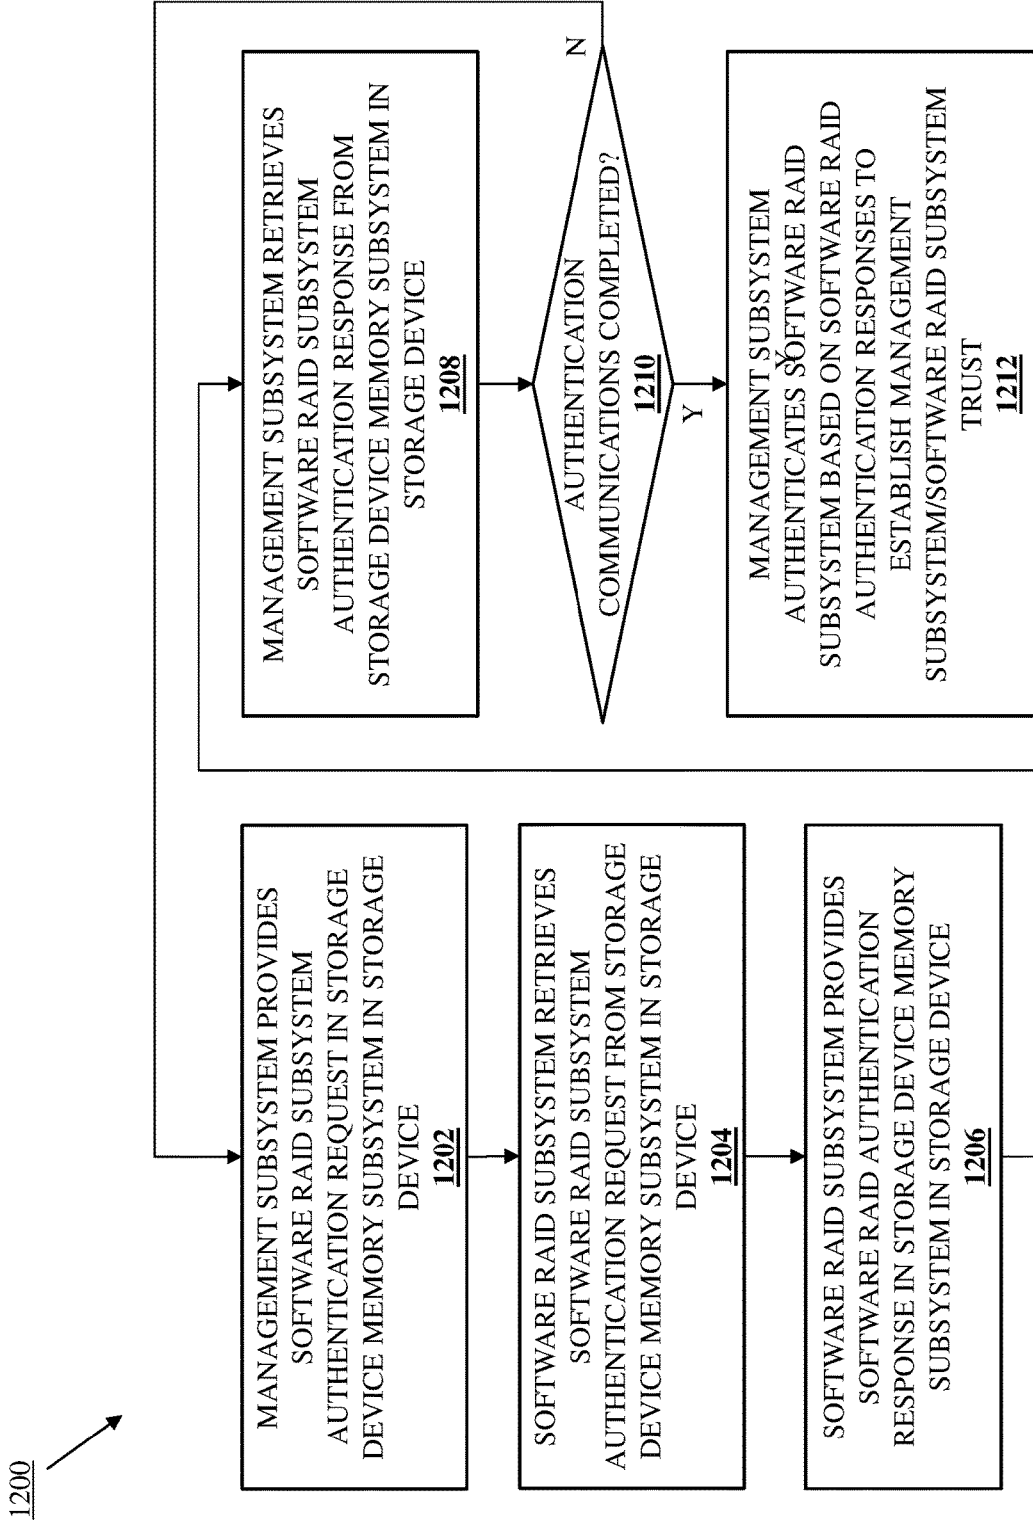 1200
MANAGEMENT SUBSYSTEM PROVIDES
SOFTWARE RAID SUBSYSTEM
AUTHENTICATION REQUEST IN STORAGE
DEVICE MEMORY SUBSYSTEM IN STORAGE
DEVICE
1202
SOFTWARE RAID SUBSYSTEM RETRIEVES
SOFTWARE RAID SUBSYSTEM
AUTHENTICATION REQUEST FROM STORAGE
DEVICE MEMORY SUBSYSTEM IN STORAGE
DEVICE
1204
SOFTWARE RAID SUBSYSTEM PROVIDES
SOFTWARE RAID AUTHENTICATION
RESPONSE IN STORAGE DEVICE MEMORY
SUBSYSTEM IN STORAGE DEVICE
1206
MANAGEMENT SUBSYSTEM RETRIEVES
SOFTWARE RAID SUBSYSTEM
AUTHENTICATION RESPONSE FROM
STORAGE DEVICE MEMORY SUBSYSTEM IN
STORAGE DEVICE
1208
AUTHENTICATION
COMMUNICATIONS COMPLETED?
1210
N
Y
MANAGEMENT SUBSYSTEM
AUTHENTICATES SOFTWARE RAID
Y
SUBSYSTEM BASED ON SOFTWARE RAID
AUTHENTICATION RESPONSES TO
ESTABLISH MANAGEMENT
SUBSYSTEM/SOFTWARE RAID SUBSYSTEM
TRUST
1212